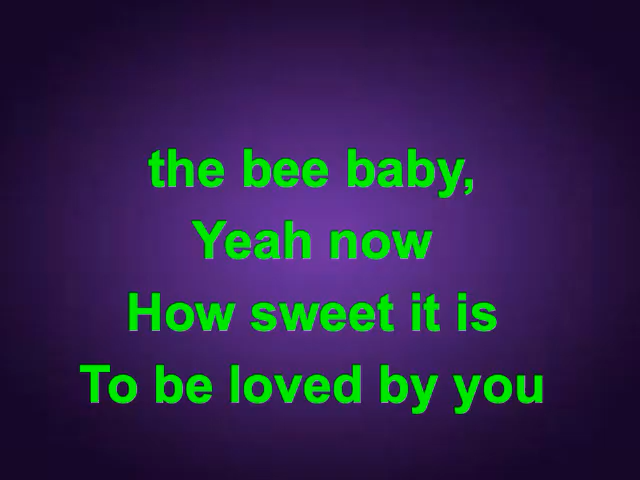 the bee baby,
Yeah now
How sweet it is
To be loved by you